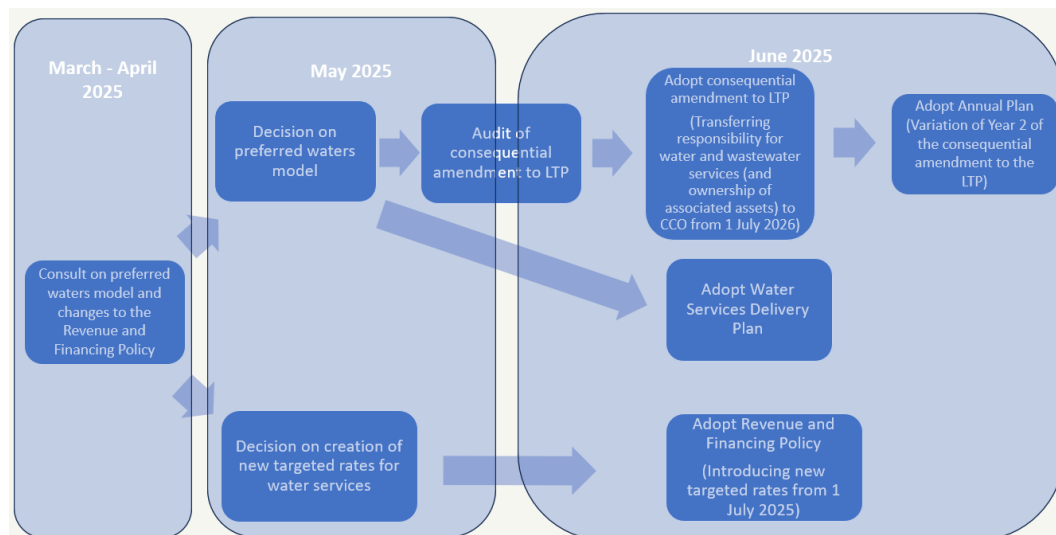 March - April
2025
Consult on preferred
waters model and
changes to the
Revenue and
Financing Policy
May 2025
Decision on
preferred waters
model
Audit of
consequential
amendment to LTP
Decision on creation of
new targeted rates for
water services
June 2025
Adopt consequential
amendment to LTP
(Transferring
responsibility for
water and wastewater
services (and
ownership of
associated assets) to
CCO from 1 July 2026)
Adopt Annual Plan
(Variation of Year 2 of
the consequential
amendment to the
LTP)
Adopt Water
Services Delivery
Plan
Adopt Revenue and
Financing Policy
(Introducing new
targeted rates from 1
July 2025)